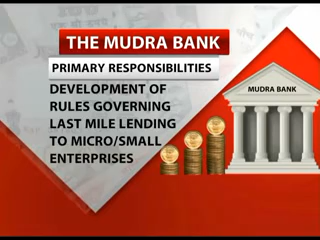 THE MUDRA BANK
PRIMARY RESPONSIBILITIES
DEVELOPMENT OF
RULES GOVERNING
LAST MILE LENDING
TO MICRO/SMALL
ENTERPRISES
MUDRA BANK